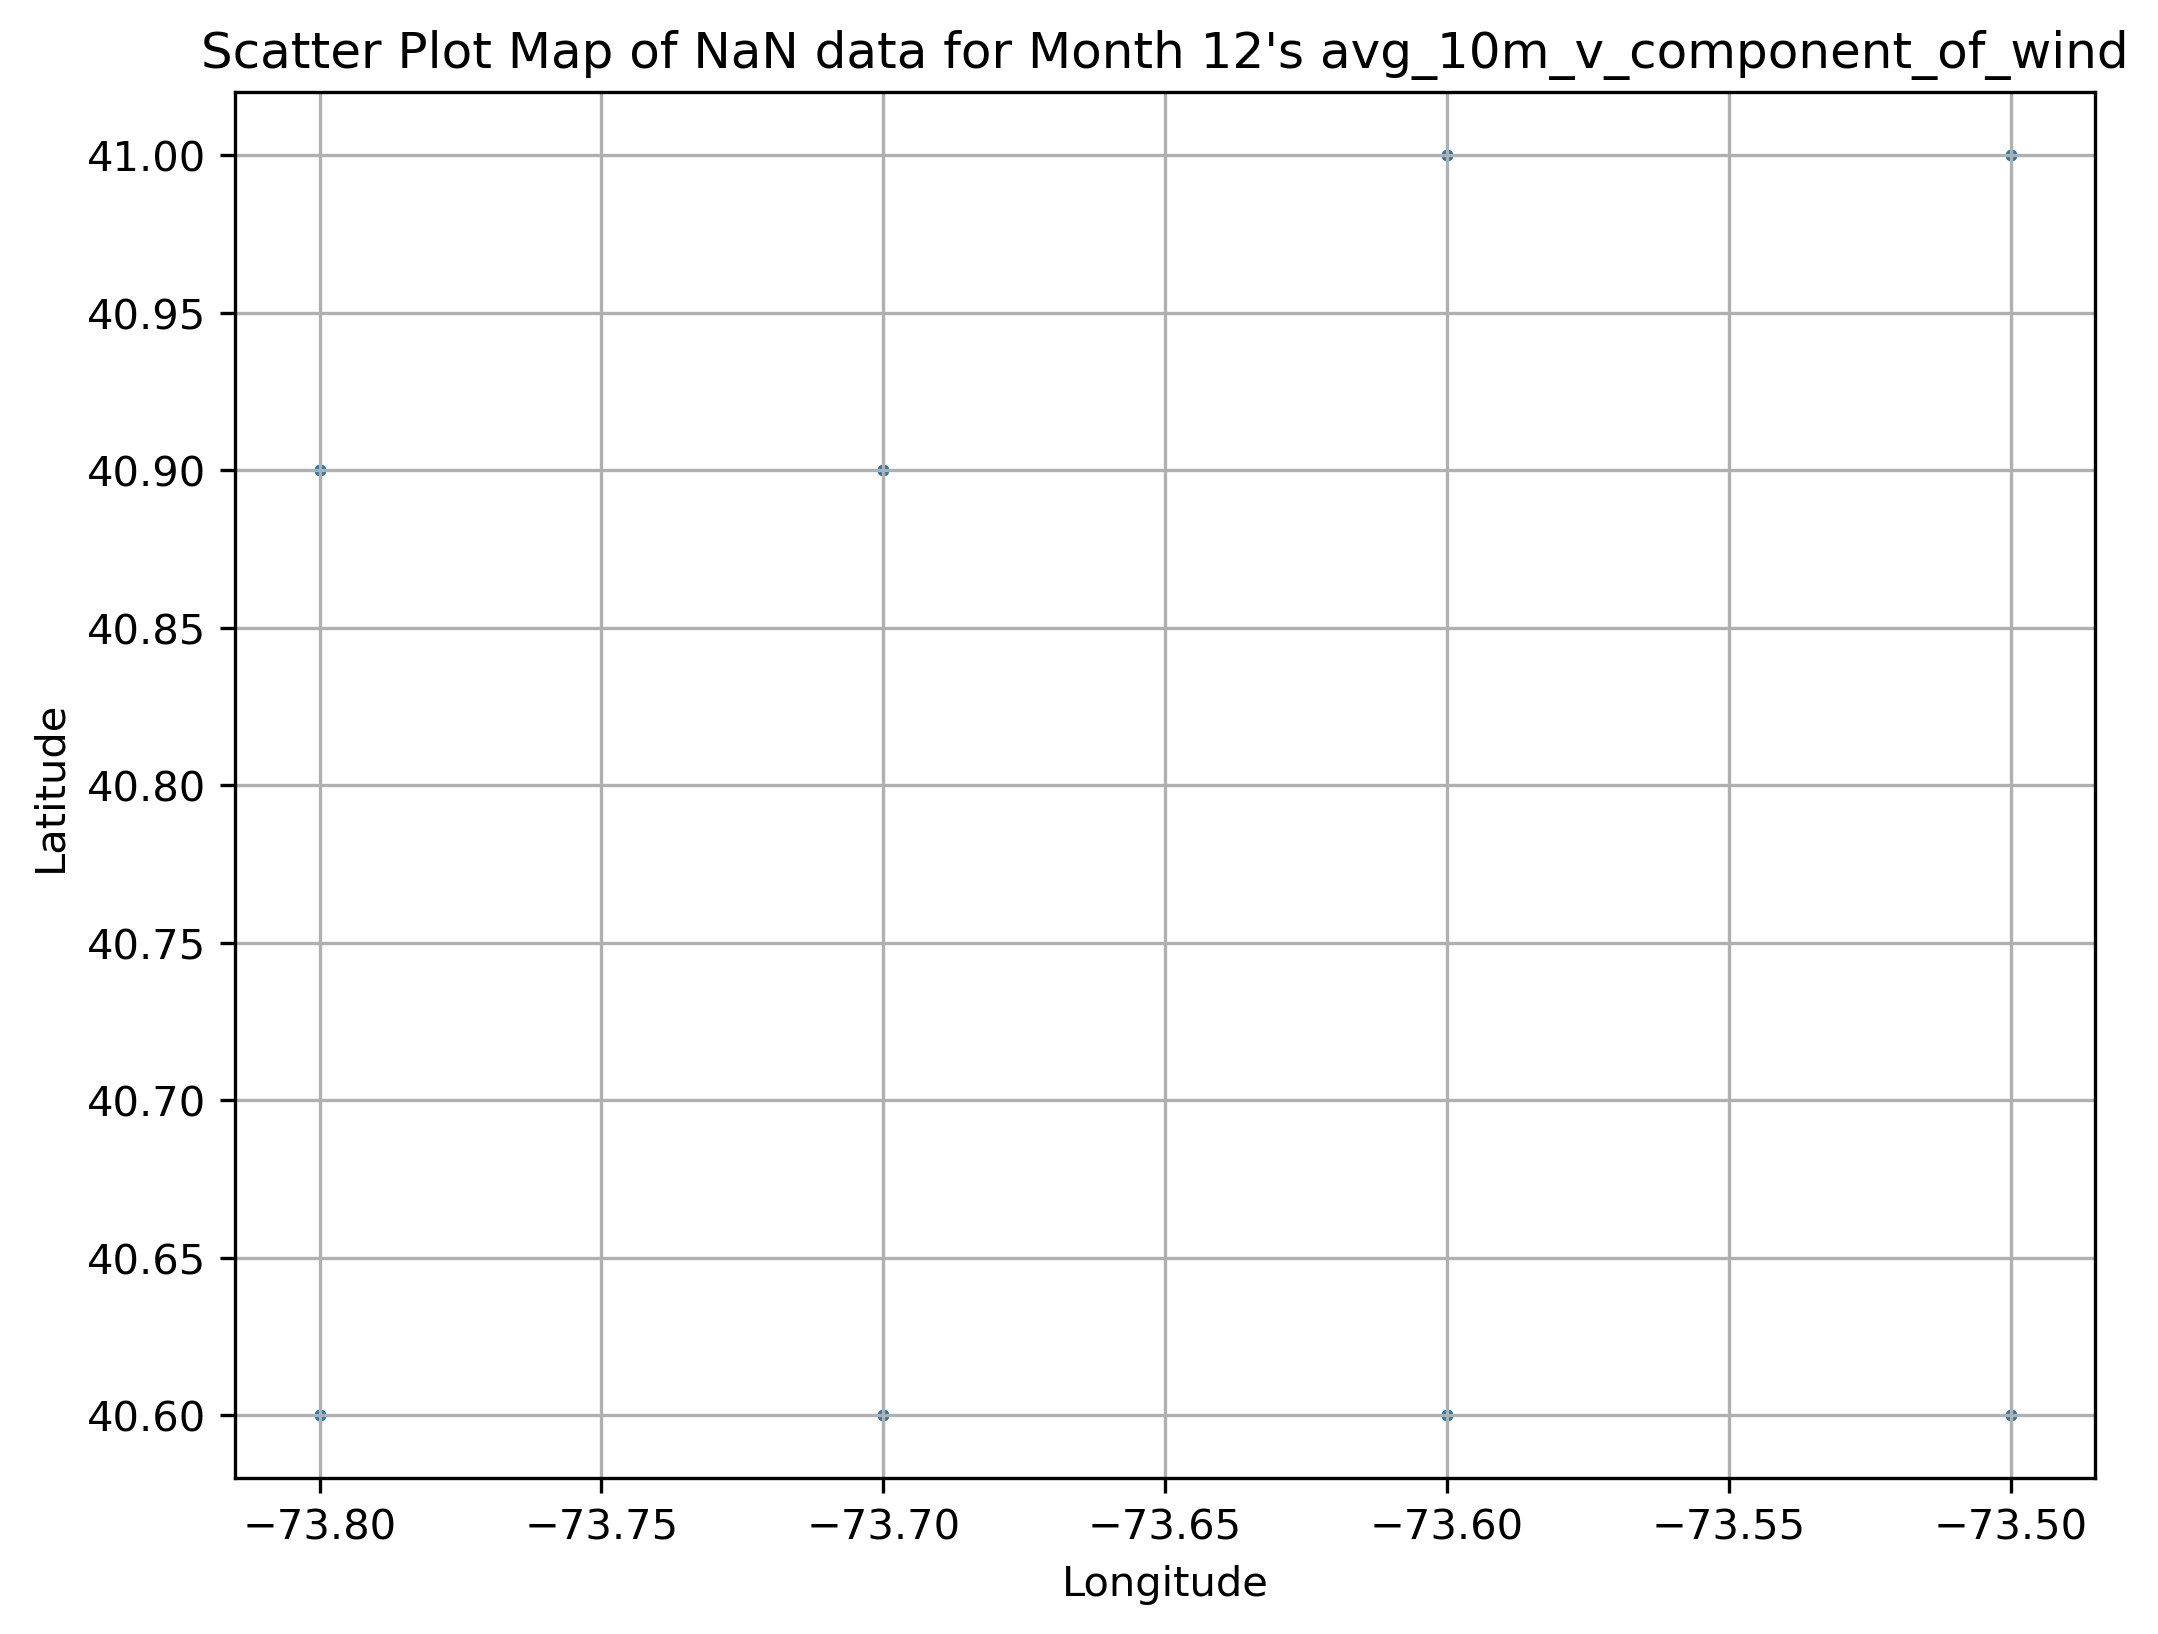 Scatter Plot Map of NaN data for Month 12's avg_10m_v_component_of_wind
41.00
40.95
40.90
40.85
40.80
40.75
40.70
40.65
40.60
Latitude
−73.80 −73.75 −73.70 −73.65 −73.60 −73.55 −73.50
Longitude